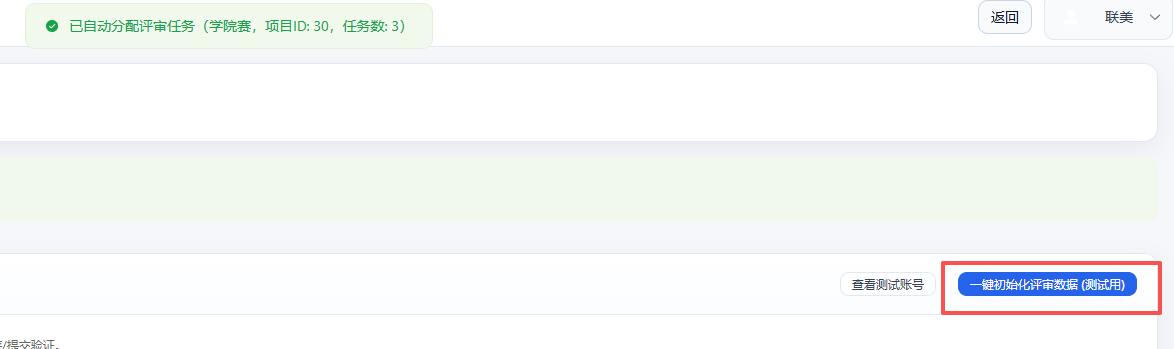 已自动分配评审任务（学院赛，项目ID: 30，任务数: 3）
返回
联美
查看测试账号
一键初始化评审数据 (测试用)
/提交验证。